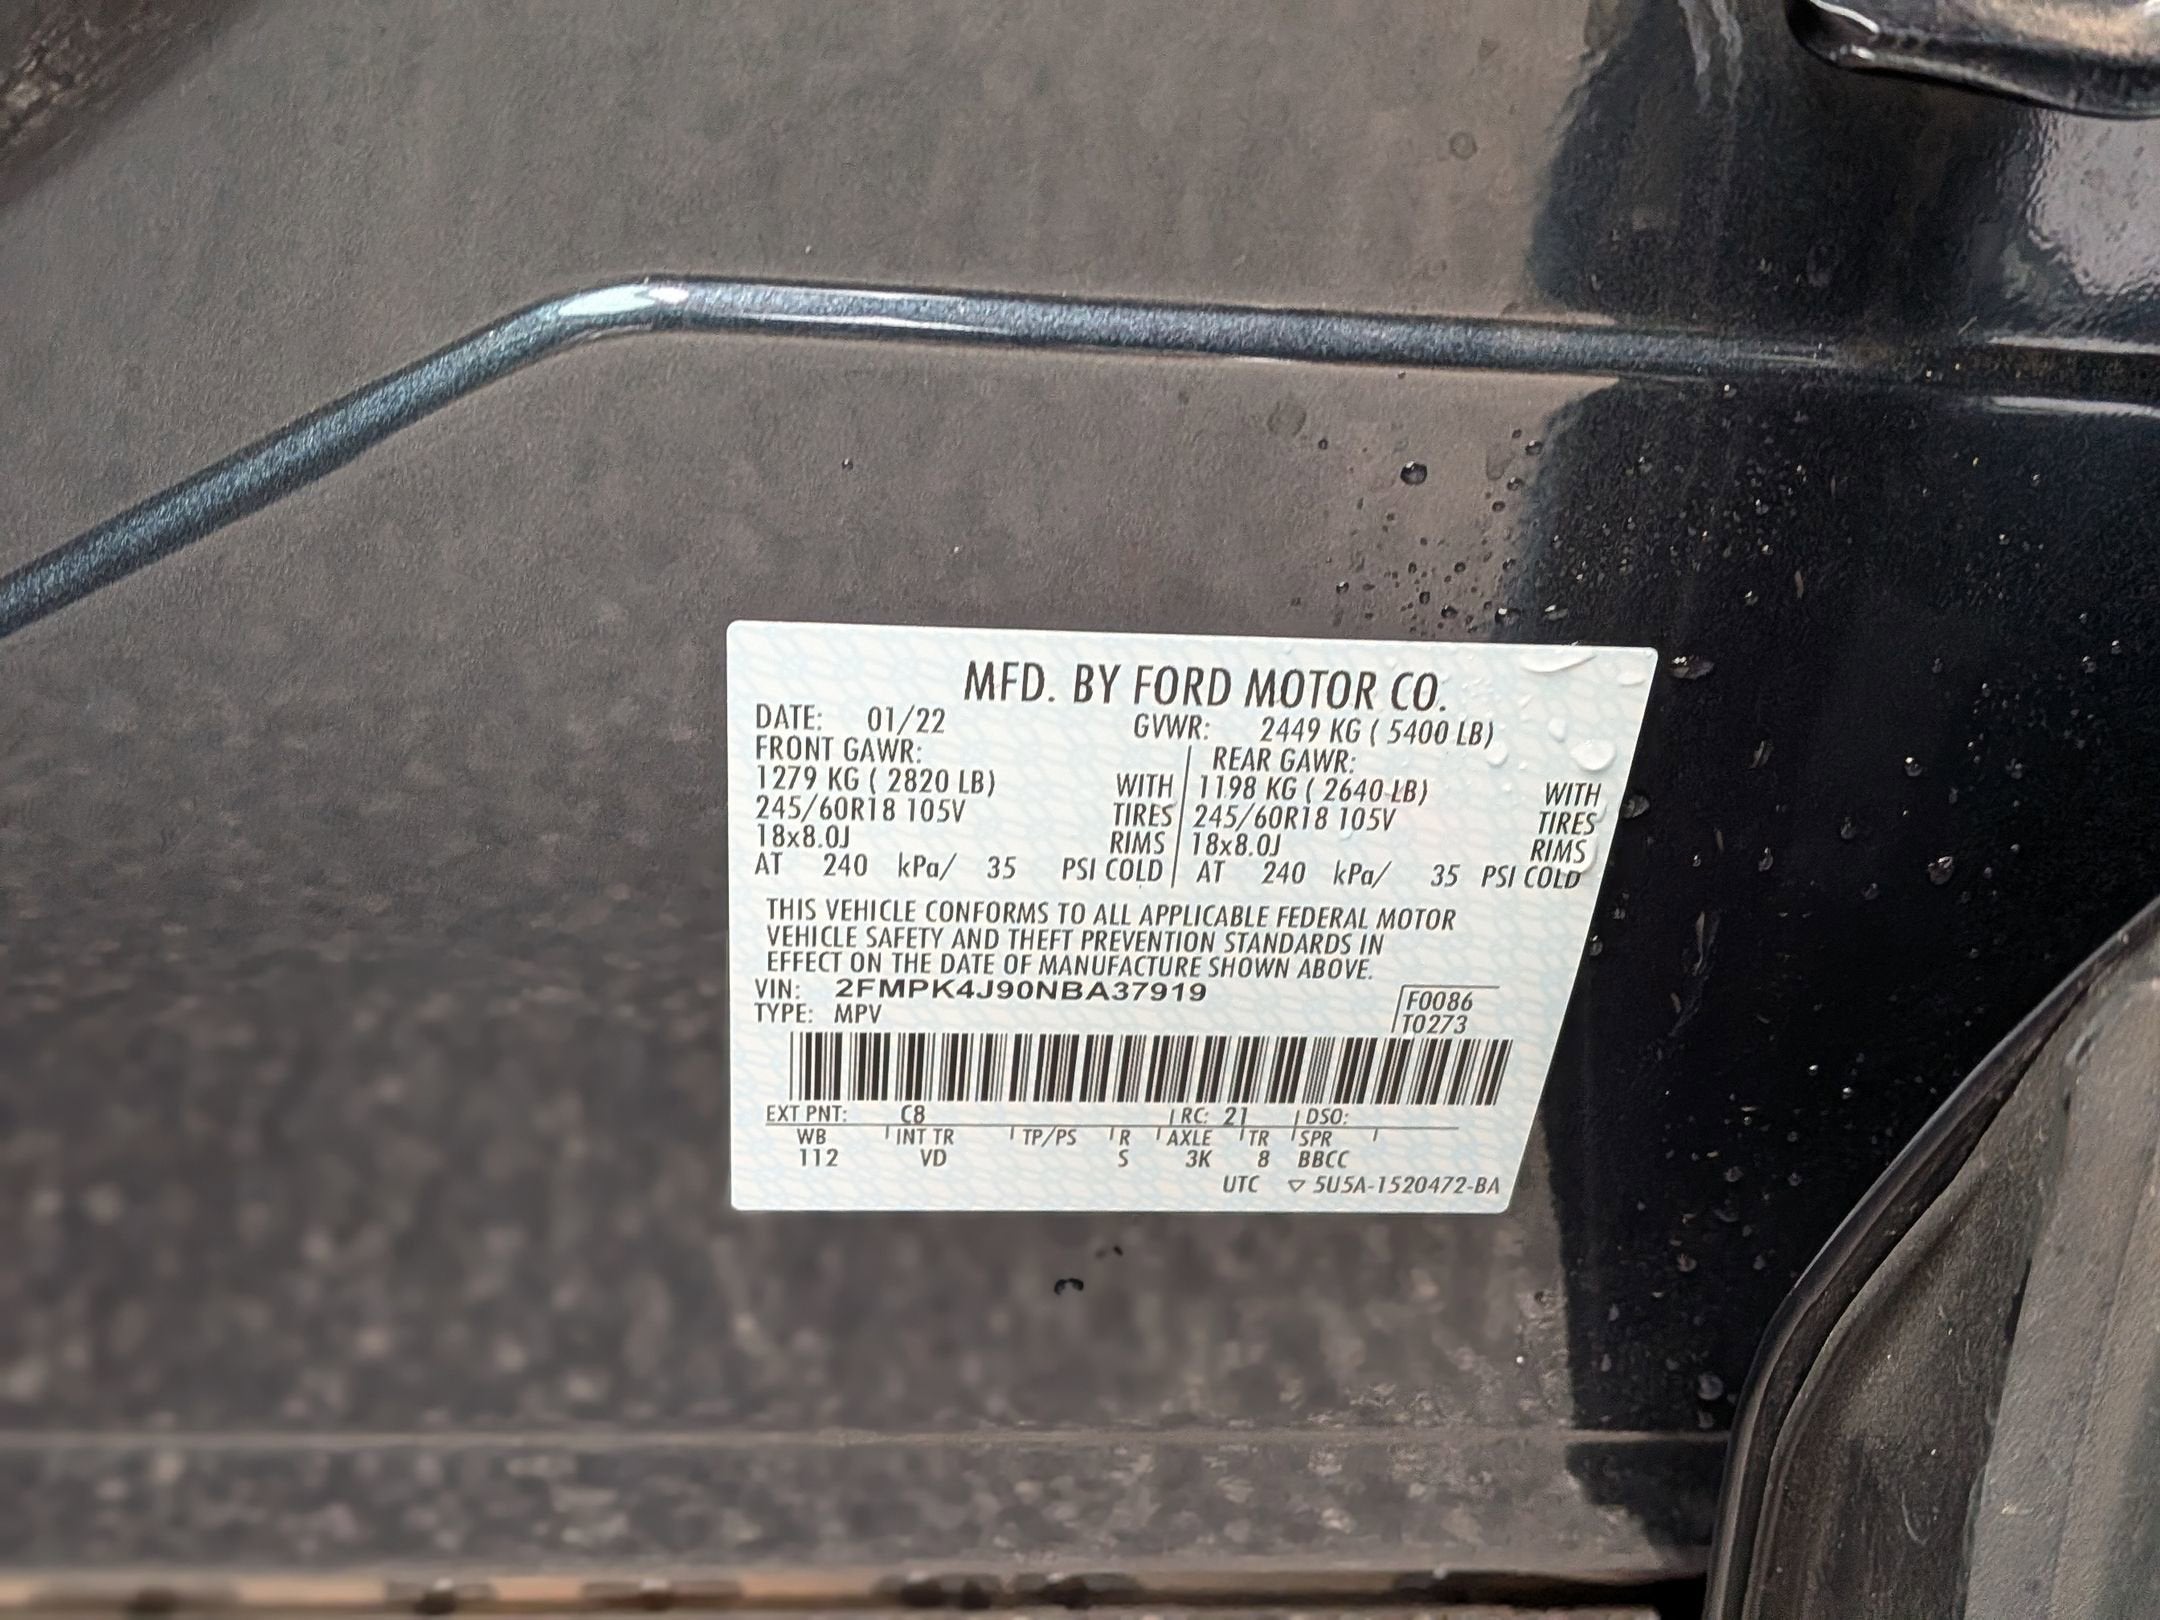 MFD. BY FORD MOTOR CO.
DATE: 01/22 GVWR: 2449 KG ( 5400 LB)
FRONT GAWR: REAR GAWR:
1279 KG ( 2820 LB) WITH 1198 KG ( 2640 LB) WITH
245/60R18 105V TIRES 245/60R18 105V TIRES
18x8.0J RIMS 18x8.0J RIMS
AT 240 kPa/ 35 PSI COLD AT 240 kPa/ 35 PSI COLD
THIS VEHICLE CONFORMS TO ALL APPLICABLE FEDERAL MOTOR
VEHICLE SAFETY AND THEFT PREVENTION STANDARDS IN
EFFECT ON THE DATE OF MANUFACTURE SHOWN ABOVE.
VIN: 2FMPK4J90NBA37919 F0086
TYPE: MPV T0273
EXT PNT: C8 RC: 21 DSO:
WB INT TR TP/PS R AXLE TR SPR
112 VD S 3K 8 BBCC
UTC ▽ 5U5A-1520472-BA